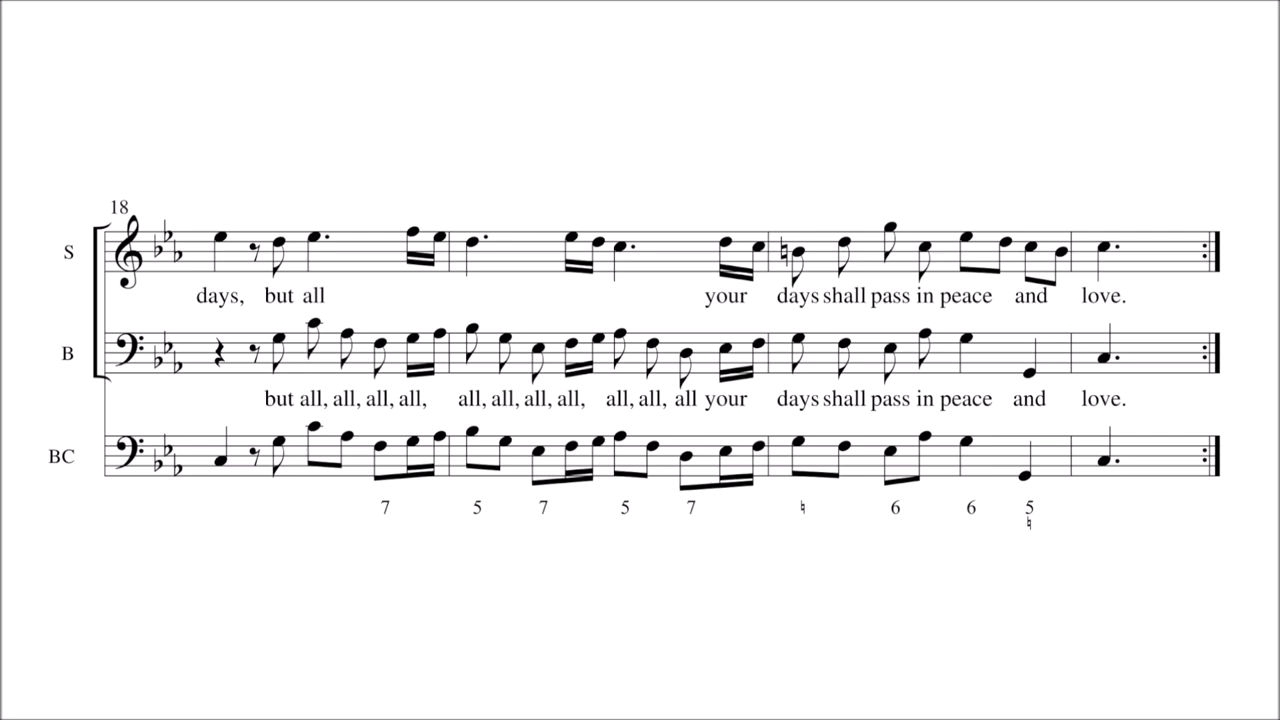 18
S
days, but all your days shall pass in peace and love.
B
but all, all, all, all, all, all, all, all, all, all, all your days shall pass in peace and love.
BC
7 5 7 5 7 ♮ 6 6 5
♮